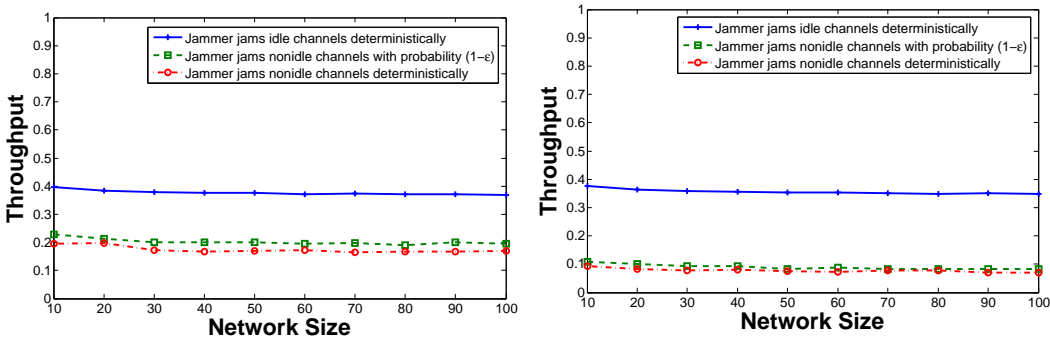 Jammer jams idle channels deterministically
Jammer jams nonidle channels with probability (1−ε)
Jammer jams nonidle channels deterministically
1
0.9
0.8
0.7
0.6
0.5
0.4
0.3
0.2
0.1
0
Throughput
10 20 30 40 50 60 70 80 90 100
Network Size
Jammer jams idle channels deterministically
Jammer jams nonidle channels with probability (1−ε)
Jammer jams nonidle channels deterministically
1
0.9
0.8
0.7
0.6
0.5
0.4
0.3
0.2
0.1
0
Throughput
10 20 30 40 50 60 70 80 90 100
Network Size